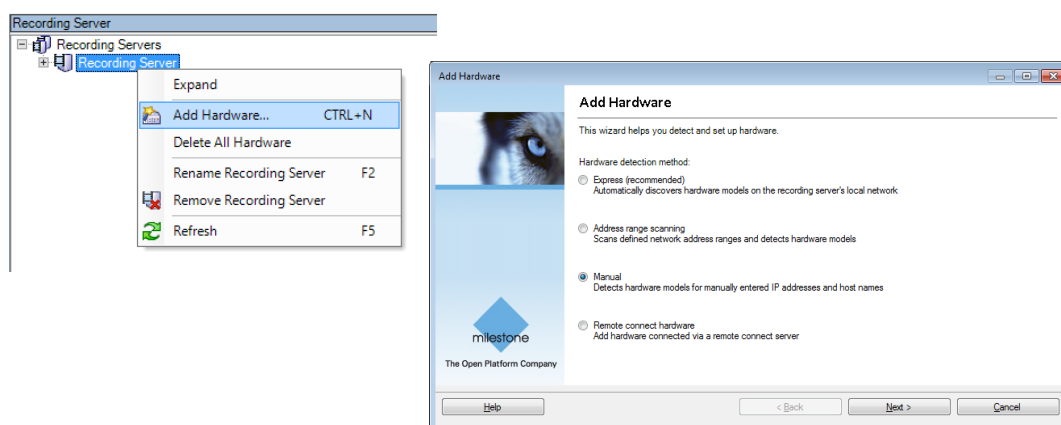 Recording Server
Recording Servers
Recording Server
Expand
Add Hardware... CTRL+N
Delete All Hardware
Rename Recording Server F2
Remove Recording Server
Refresh F5
Add Hardware
Add Hardware
This wizard helps you detect and set up hardware.
Hardware detection method:
Express (recommended)
Automatically discovers hardware models on the recording server's local network
Address range scanning
Scans defined network address ranges and detects hardware models
Manual
Detects hardware models for manually entered IP addresses and host names
Remote connect hardware
Add hardware connected via a remote connect server
milestone
The Open Platform Company
Help
< Back
Next >
Cancel